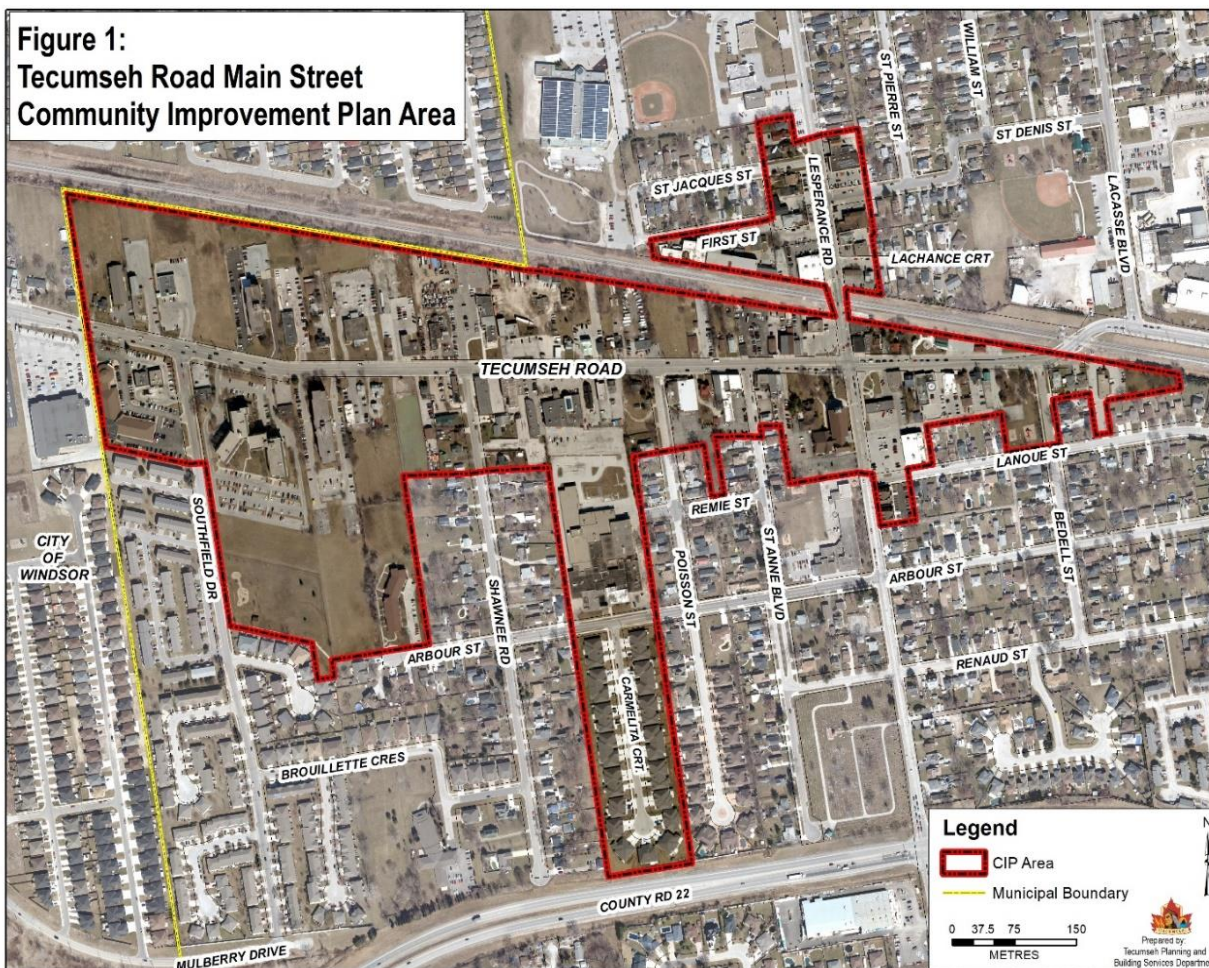 Figure 1:
Tecumseh Road Main Street
Community Improvement Plan Area
WILLIAM ST
ST PIERRE ST
ST DENIS ST
LESPERANCE RD
ST JACQUES ST
LACASSE BLVD
FIRST ST
LACHANCE CRT
TECUMSEH ROAD
LANOUE ST
SOUTHFIELD DR
REMIE ST
CITY
OF
WINDSOR
BEDELL ST
POISSON ST
ST ANNE BLVD
SHAWNEE RD
ARBOUR ST
ARBOUR ST
RENAUD ST
CARMELITA CRT.
BROUILLETTE CRES
COUNTY RD 22
MULBERRY DRIVE
Legend
N
CIP Area
Municipal Boundary
0 37.5 75 150
METRES
Prepared by:
Tecumseh Planning and
Building Services Departme